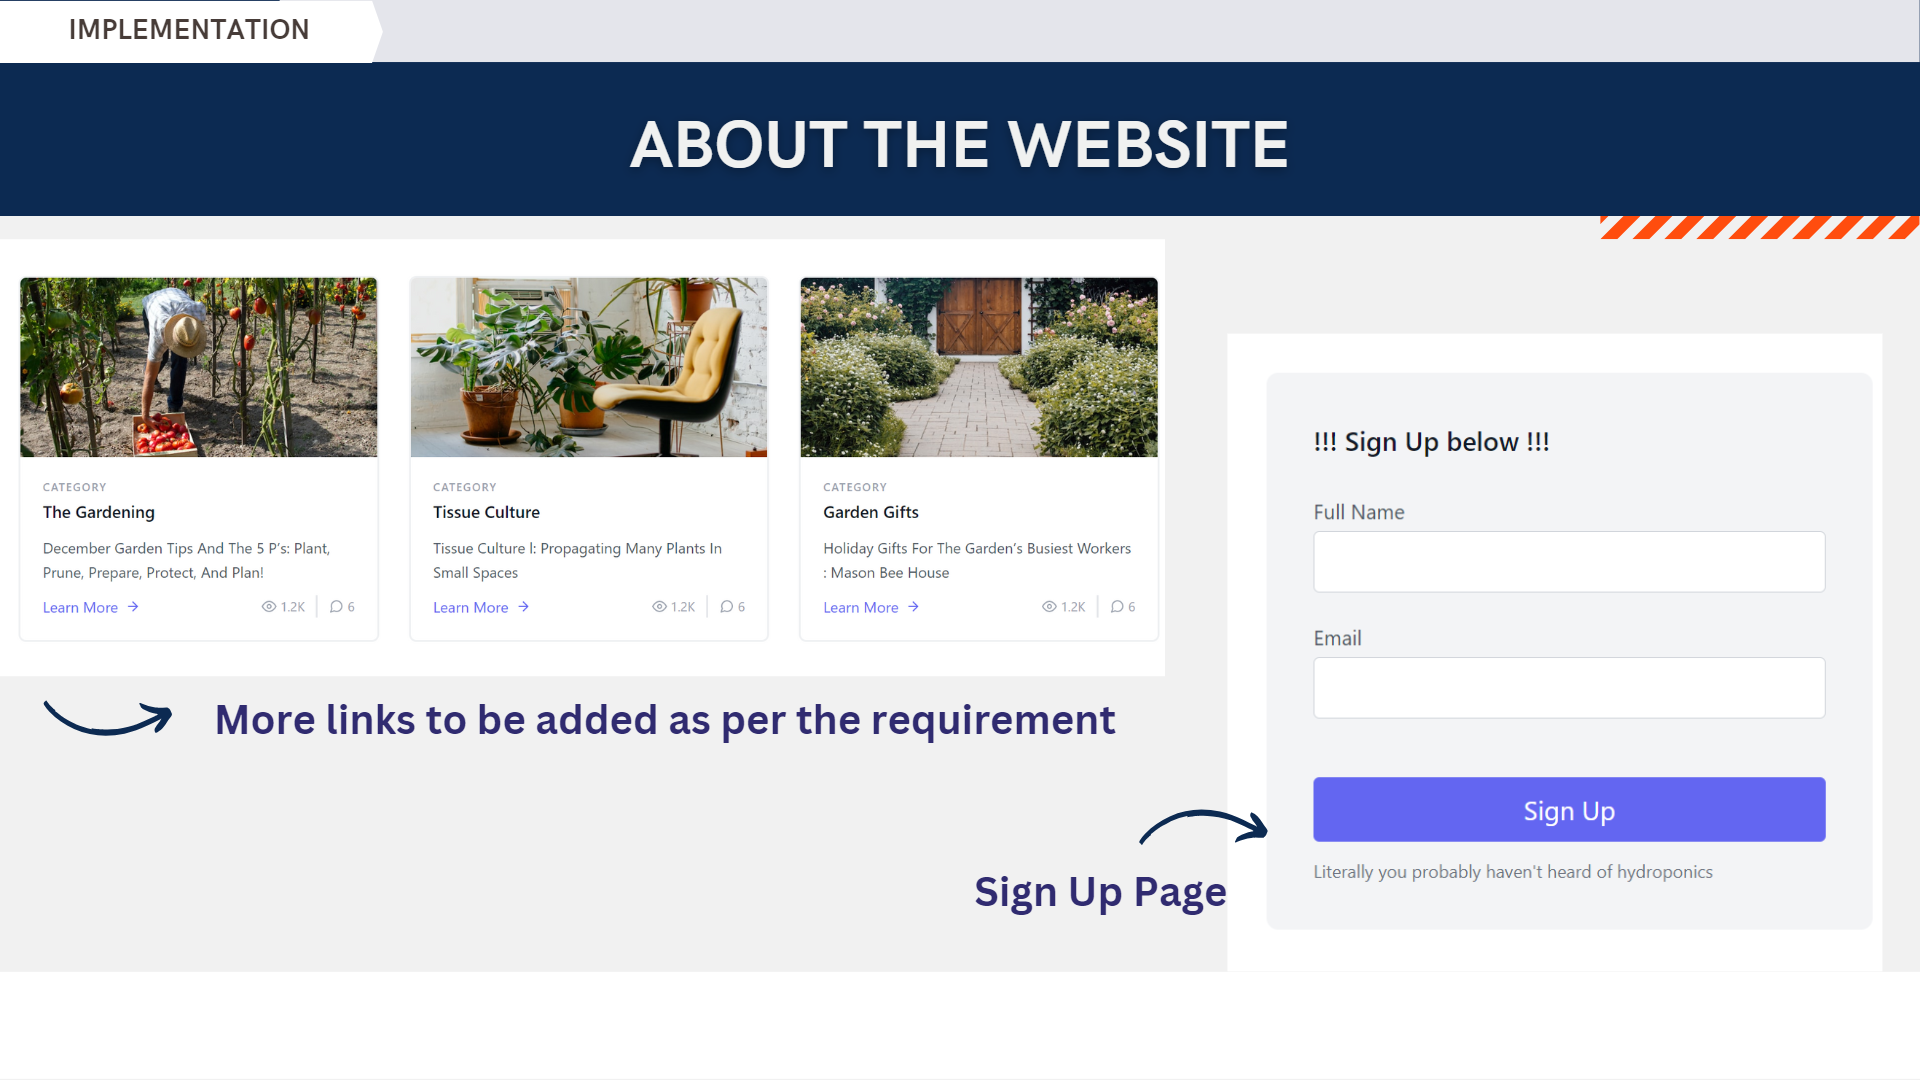 IMPLEMENTATION
ABOUT THE WEBSITE
CATEGORY
The Gardening
December Garden Tips And The 5 P's: Plant,
Prune, Prepare, Protect, And Plan!
Learn More → 1.2K 6
CATEGORY
Tissue Culture
Tissue Culture l: Propagating Many Plants In
Small Spaces
Learn More → 1.2K 6
CATEGORY
Garden Gifts
Holiday Gifts For The Garden's Busiest Workers
: Mason Bee House
Learn More → 1.2K 6
More links to be added as per the requirement
!!! Sign Up below !!!
Full Name
Email
Sign Up
Literally you probably haven't heard of hydroponics
Sign Up Page